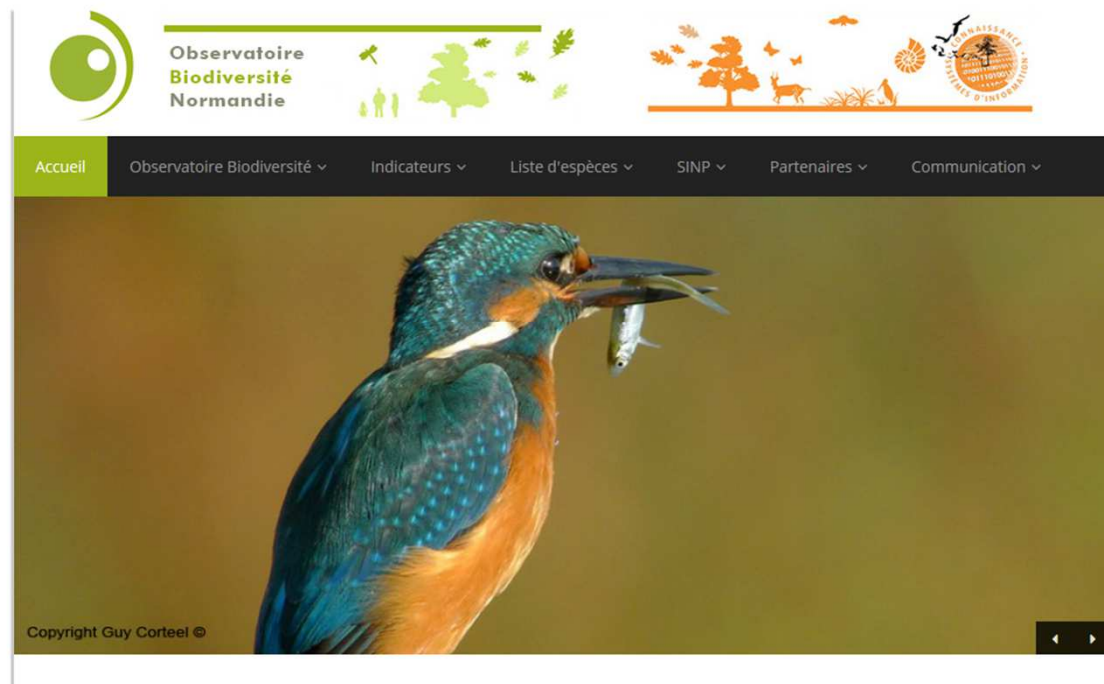 Observatoire
Biodiversité
Normandie
CONNAISSANCE
SYSTÈMES D'INFORMATION
Accueil
Observatoire Biodiversité
Indicateurs
Liste d'espèces
SINP
Partenaires
Communication
Copyright Guy Corteel ©